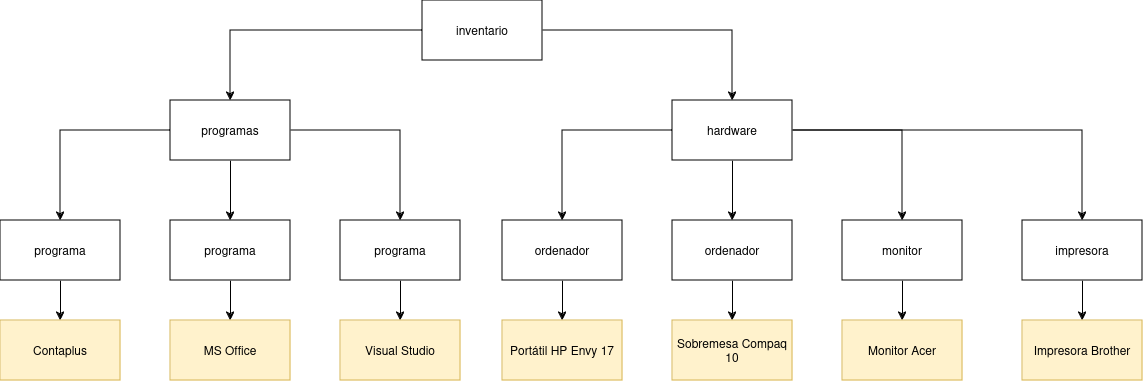 inventario
programas
hardware
programa
programa
programa
ordenador
ordenador
monitor
impresora
Contaplus
MS Office
Visual Studio
Portátil HP Envy 17
Sobremesa Compaq
10
Monitor Acer
Impresora Brother